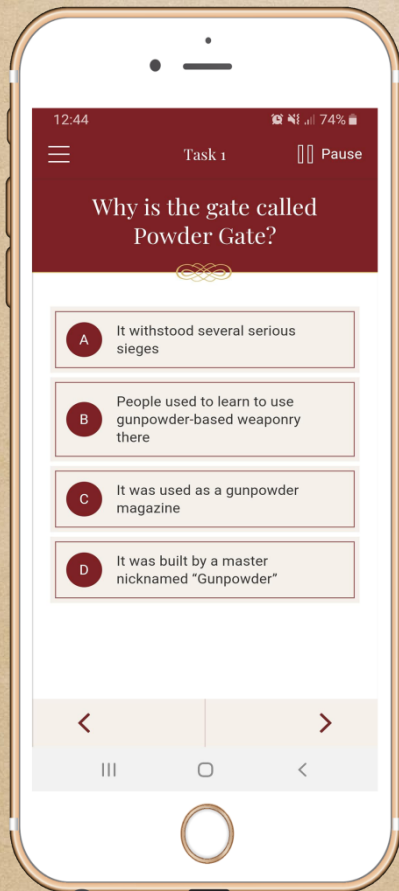 12:44
74%
Task 1
Pause
Why is the gate called
Powder Gate?
A
It withstood several serious
sieges
B
People used to learn to use
gunpowder-based weaponry
there
C
It was used as a gunpowder
magazine
D
It was built by a master
nicknamed “Gunpowder”